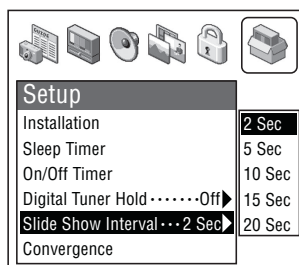 GUIDE
Setup
Installation
Sleep Timer
On/Off Timer
Digital Tuner Hold ·······Off
Slide Show Interval ···2 Sec
Convergence
2 Sec
5 Sec
10 Sec
15 Sec
20 Sec